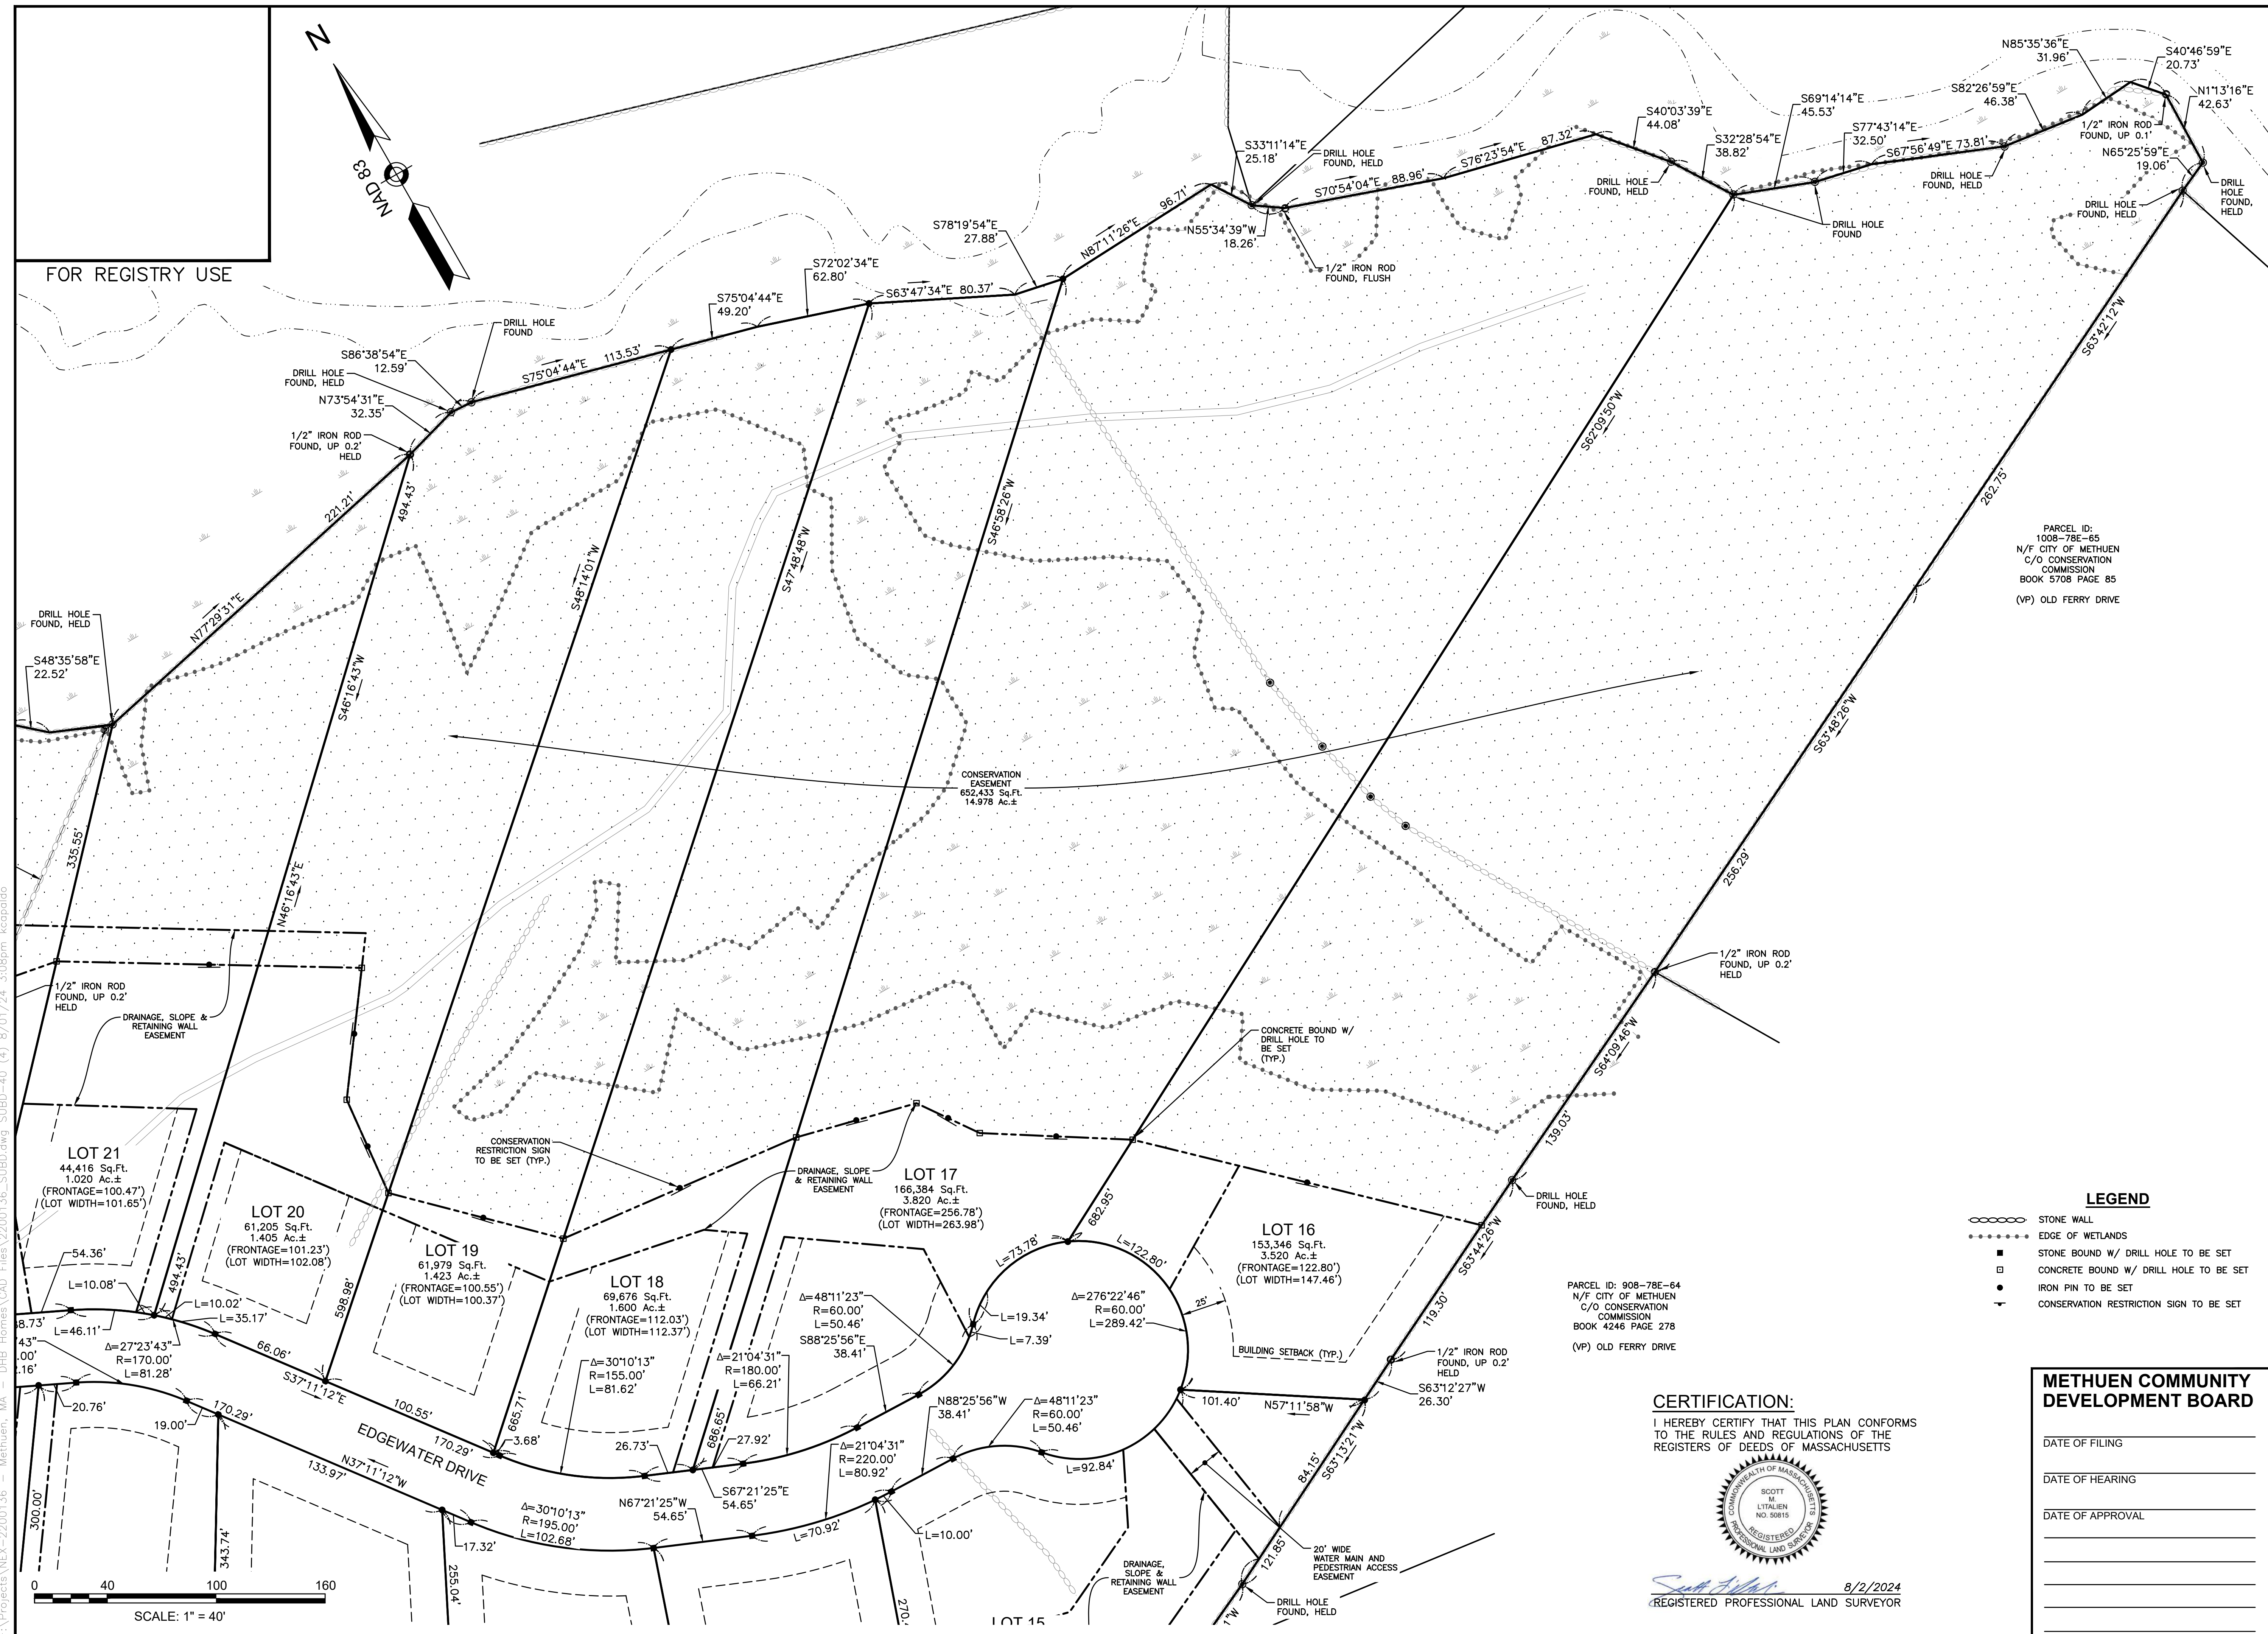 FOR REGISTRY USE
N
NAD 83
DRILL HOLE
FOUND
S86°38'54"E
12.59'
DRILL HOLE
FOUND, HELD
N73°54'31"E
32.35'
1/2" IRON ROD
FOUND, UP 0.2'
HELD
S75°04'44"E 113.53'
S75°04'44"E
49.20'
S72°02'34"E
62.80'
S63°47'34"E 80.37'
S78°19'54"E
27.88'
N87°11'26"E 96.71'
S33°11'14"E
25.18'
DRILL HOLE
FOUND, HELD
N55°34'39"W
18.26'
1/2" IRON ROD
FOUND, FLUSH
S70°54'04"E 88.96'
S76°23'54"E 87.32'
S40°03'39"E
44.08'
DRILL HOLE
FOUND, HELD
S32°28'54"E
38.82'
S69°14'14"E
45.53'
DRILL HOLE
FOUND
S77°43'14"E
32.50'
S67°56'49"E 73.81'
DRILL HOLE
FOUND, HELD
S82°26'59"E
46.38'
N85°35'36"E
31.96'
S40°46'59"E
20.73'
1/2" IRON ROD
FOUND, UP 0.1'
N1°13'16"E
42.63'
N65°25'59"E
19.06'
DRILL HOLE
FOUND, HELD
DRILL
HOLE
FOUND,
HELD
N77°29'31"E 221.21'
DRILL HOLE
FOUND, HELD
S48°35'58"E
22.52'
494.43'
S46°16'43"W
N46°16'43"E
494.43'
335.55'
S48°14'01"W
598.98'
S47°48'48"W
665.71'
S46°58'26"W
686.65'
S62°09'50"W
682.95'
S63°42'12"W
262.75'
S63°48'26"W
256.29'
S64°09'46"W
139.03'
S63°44'26"W
119.30'
PARCEL ID:
1008-78E-65
N/F CITY OF METHUEN
C/O CONSERVATION
COMMISSION
BOOK 5708 PAGE 85
(VP) OLD FERRY DRIVE
CONSERVATION
EASEMENT
652,433 Sq.Ft.
14.978 Ac.±
1/2" IRON ROD
FOUND, UP 0.2'
HELD
1/2" IRON ROD
FOUND, UP 0.2'
HELD
DRAINAGE, SLOPE &
RETAINING WALL
EASEMENT
CONCRETE BOUND W/
DRILL HOLE TO
BE SET
(TYP.)
CONSERVATION
RESTRICTION SIGN
TO BE SET (TYP.)
DRAINAGE, SLOPE
& RETAINING WALL
EASEMENT
LOT 21
44,416 Sq.Ft.
1.020 Ac.±
(FRONTAGE=100.47')
(LOT WIDTH=101.65')
LOT 20
61,205 Sq.Ft.
1.405 Ac.±
(FRONTAGE=101.23')
(LOT WIDTH=102.08')
LOT 19
61,979 Sq.Ft.
1.423 Ac.±
(FRONTAGE=100.55')
(LOT WIDTH=100.37')
LOT 18
69,676 Sq.Ft.
1.600 Ac.±
(FRONTAGE=112.03')
(LOT WIDTH=112.37')
LOT 17
166,384 Sq.Ft.
3.820 Ac.±
(FRONTAGE=256.78')
(LOT WIDTH=263.98')
LOT 16
153,346 Sq.Ft.
3.520 Ac.±
(FRONTAGE=122.80')
(LOT WIDTH=147.46')
DRILL HOLE
FOUND, HELD
54.36'
L=10.08'
L=10.02'
L=35.17'
L=46.11'
8.73'
Δ=27°23'43"
R=170.00'
L=81.28'
20.76'
19.00'
66.06'
S37°11'12"E
100.55'
170.29'
3.68'
170.29'
EDGEWATER DRIVE
N37°11'12"W
133.97'
Δ=30°10'13"
R=155.00'
L=81.62'
26.73'
27.92'
Δ=21°04'31"
R=180.00'
L=66.21'
S67°21'25"E
54.65'
Δ=48°11'23"
R=60.00'
L=50.46'
S88°25'56"E
38.41'
L=73.78'
L=122.80'
L=19.34'
L=7.39'
Δ=276°22'46"
R=60.00'
L=289.42'
25'
BUILDING SETBACK (TYP.)
N88°25'56"W
38.41'
Δ=48°11'23"
R=60.00'
L=50.46'
L=92.84'
Δ=21°04'31"
R=220.00'
L=80.92'
N67°21'25"W
54.65'
L=70.92'
L=10.00'
Δ=30°10'13"
R=195.00'
L=102.68'
17.32'
300.00'
343.74'
255.04'
270.
101.40'
N57°11'58"W
1/2" IRON ROD
FOUND, UP 0.2'
HELD
S63°12'27"W
26.30'
84.15'
S63°13'21"W
121.85'
20' WIDE
WATER MAIN AND
PEDESTRIAN ACCESS
EASEMENT
DRAINAGE,
SLOPE &
RETAINING WALL
EASEMENT
DRILL HOLE
FOUND, HELD
LOT 15
PARCEL ID: 908-78E-64
N/F CITY OF METHUEN
C/O CONSERVATION
COMMISSION
BOOK 4246 PAGE 278
(VP) OLD FERRY DRIVE
0 40 100 160
SCALE: 1" = 40'
LEGEND
STONE WALL
EDGE OF WETLANDS
STONE BOUND W/ DRILL HOLE TO BE SET
CONCRETE BOUND W/ DRILL HOLE TO BE SET
IRON PIN TO BE SET
CONSERVATION RESTRICTION SIGN TO BE SET
CERTIFICATION:
I HEREBY CERTIFY THAT THIS PLAN CONFORMS
TO THE RULES AND REGULATIONS OF THE
REGISTERS OF DEEDS OF MASSACHUSETTS
COMMONWEALTH OF MASSACHUSETTS
SCOTT
M.
L'ITALIEN
NO. 50815
REGISTERED
PROFESSIONAL LAND SURVEYOR
8/2/2024
REGISTERED PROFESSIONAL LAND SURVEYOR
METHUEN COMMUNITY
DEVELOPMENT BOARD
DATE OF FILING
DATE OF HEARING
DATE OF APPROVAL